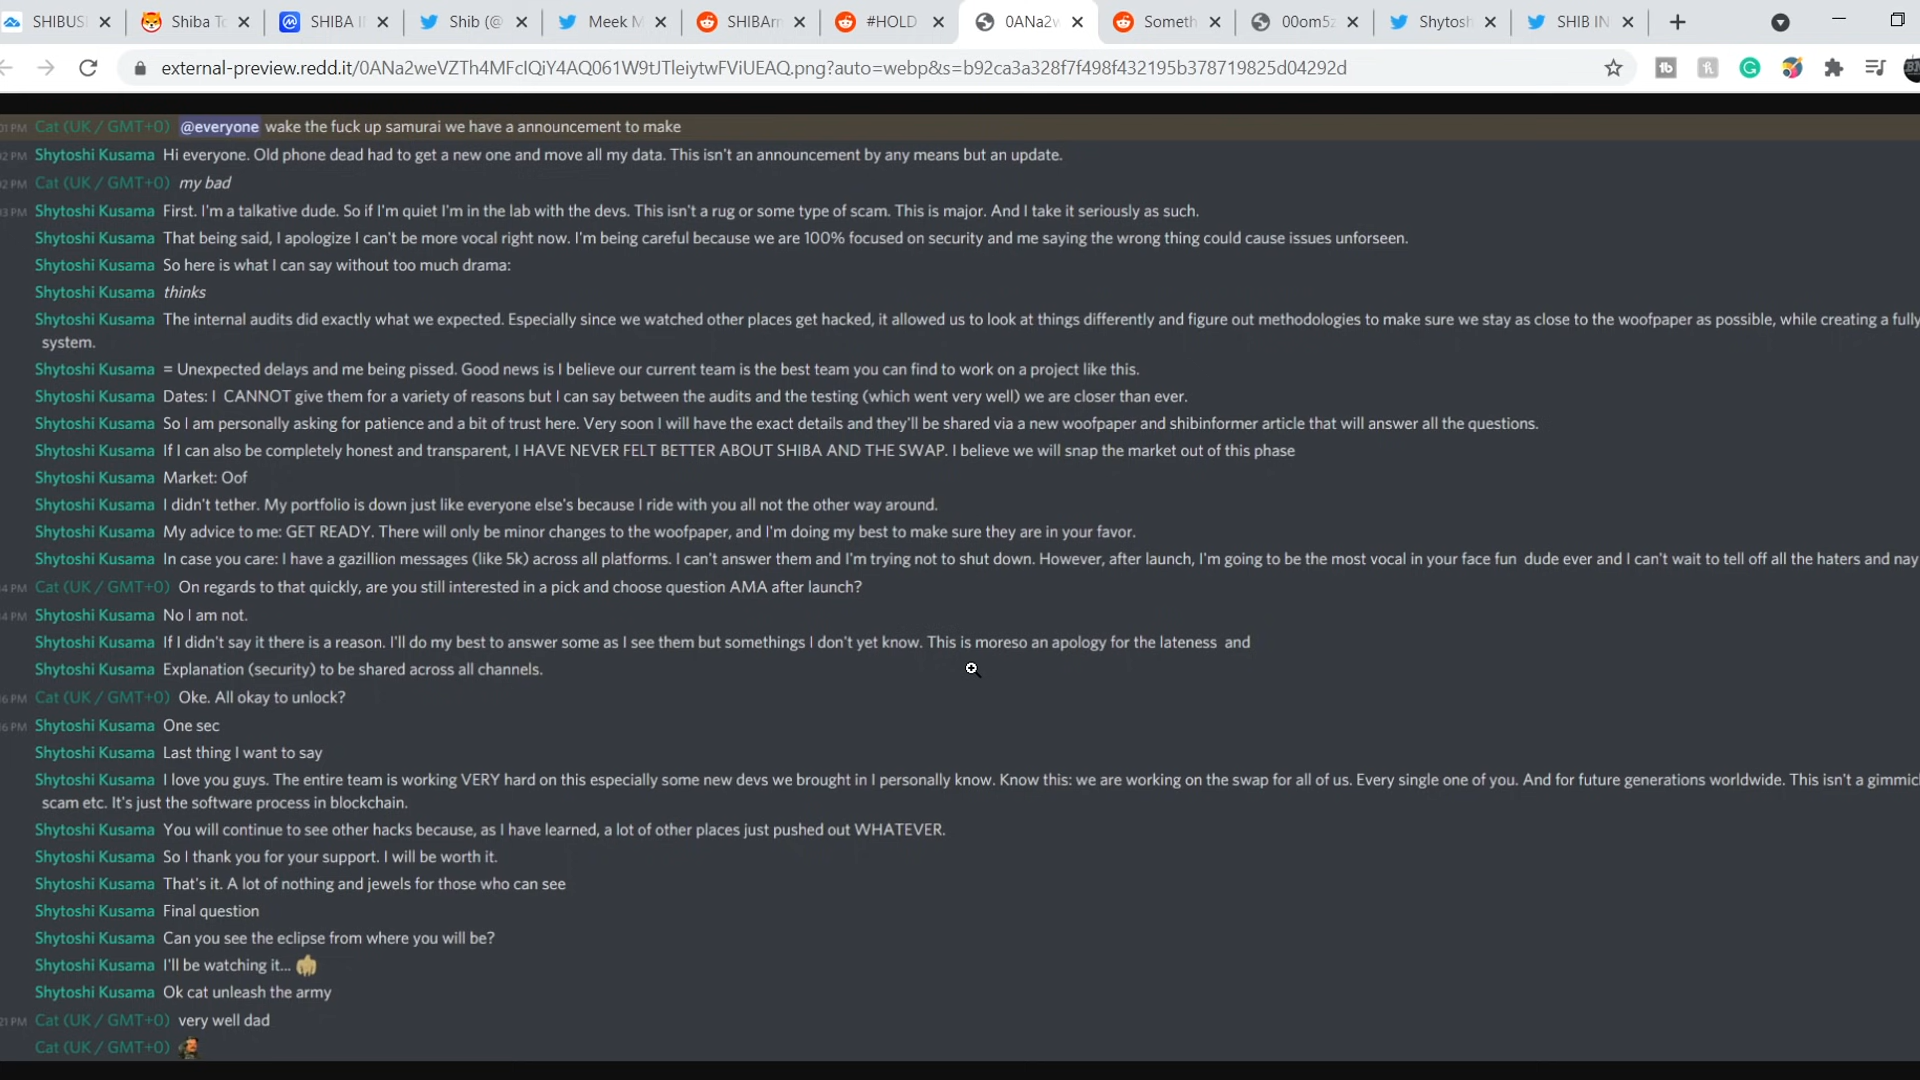 SHIBUS
Shiba To
SHIBA I
Shib (@
Meek M
SHIBArm
#HOLD
0ANa2w
Someth
00om5z
Shytosh
SHIB IN
external-preview.redd.it/0ANa2weVZTh4MFcIQiY4AQ061W9tJTleiytwFViUEAQ.png?auto=webp&s=b92ca3a328f7f498f432195b378719825d04292d
01 PM Cat (UK / GMT+0) @everyone wake the fuck up samurai we have a announcement to make
02 PM Shytoshi Kusama Hi everyone. Old phone dead had to get a new one and move all my data. This isn't an announcement by any means but an update.
02 PM Cat (UK / GMT+0) my bad
03 PM Shytoshi Kusama First. I'm a talkative dude. So if I'm quiet I'm in the lab with the devs. This isn't a rug or some type of scam. This is major. And I take it seriously as such.
Shytoshi Kusama That being said, I apologize I can't be more vocal right now. I'm being careful because we are 100% focused on security and me saying the wrong thing could cause issues unforseen.
Shytoshi Kusama So here is what I can say without too much drama:
Shytoshi Kusama thinks
Shytoshi Kusama The internal audits did exactly what we expected. Especially since we watched other places get hacked, it allowed us to look at things differently and figure out methodologies to make sure we stay as close to the woofpaper as possible, while creating a fully
system.
Shytoshi Kusama = Unexpected delays and me being pissed. Good news is I believe our current team is the best team you can find to work on a project like this.
Shytoshi Kusama Dates: I CANNOT give them for a variety of reasons but I can say between the audits and the testing (which went very well) we are closer than ever.
Shytoshi Kusama So I am personally asking for patience and a bit of trust here. Very soon I will have the exact details and they'll be shared via a new woofpaper and shibinformer article that will answer all the questions.
Shytoshi Kusama If I can also be completely honest and transparent, I HAVE NEVER FELT BETTER ABOUT SHIBA AND THE SWAP. I believe we will snap the market out of this phase
Shytoshi Kusama Market: Oof
Shytoshi Kusama I didn't tether. My portfolio is down just like everyone else's because I ride with you all not the other way around.
Shytoshi Kusama My advice to me: GET READY. There will only be minor changes to the woofpaper, and I'm doing my best to make sure they are in your favor.
Shytoshi Kusama In case you care: I have a gazillion messages (like 5k) across all platforms. I can't answer them and I'm trying not to shut down. However, after launch, I'm going to be the most vocal in your face fun dude ever and I can't wait to tell off all the haters and nay
4 PM Cat (UK / GMT+0) On regards to that quickly, are you still interested in a pick and choose question AMA after launch?
4 PM Shytoshi Kusama No I am not.
Shytoshi Kusama If I didn't say it there is a reason. I'll do my best to answer some as I see them but somethings I don't yet know. This is moreso an apology for the lateness and
Shytoshi Kusama Explanation (security) to be shared across all channels.
6 PM Cat (UK / GMT+0) Oke. All okay to unlock?
6 PM Shytoshi Kusama One sec
Shytoshi Kusama Last thing I want to say
Shytoshi Kusama I love you guys. The entire team is working VERY hard on this especially some new devs we brought in I personally know. Know this: we are working on the swap for all of us. Every single one of you. And for future generations worldwide. This isn't a gimmic
scam etc. It's just the software process in blockchain.
Shytoshi Kusama You will continue to see other hacks because, as I have learned, a lot of other places just pushed out WHATEVER.
Shytoshi Kusama So I thank you for your support. I will be worth it.
Shytoshi Kusama That's it. A lot of nothing and jewels for those who can see
Shytoshi Kusama Final question
Shytoshi Kusama Can you see the eclipse from where you will be?
Shytoshi Kusama I'll be watching it...
Shytoshi Kusama Ok cat unleash the army
21 PM Cat (UK / GMT+0) very well dad
Cat (UK / GMT+0)